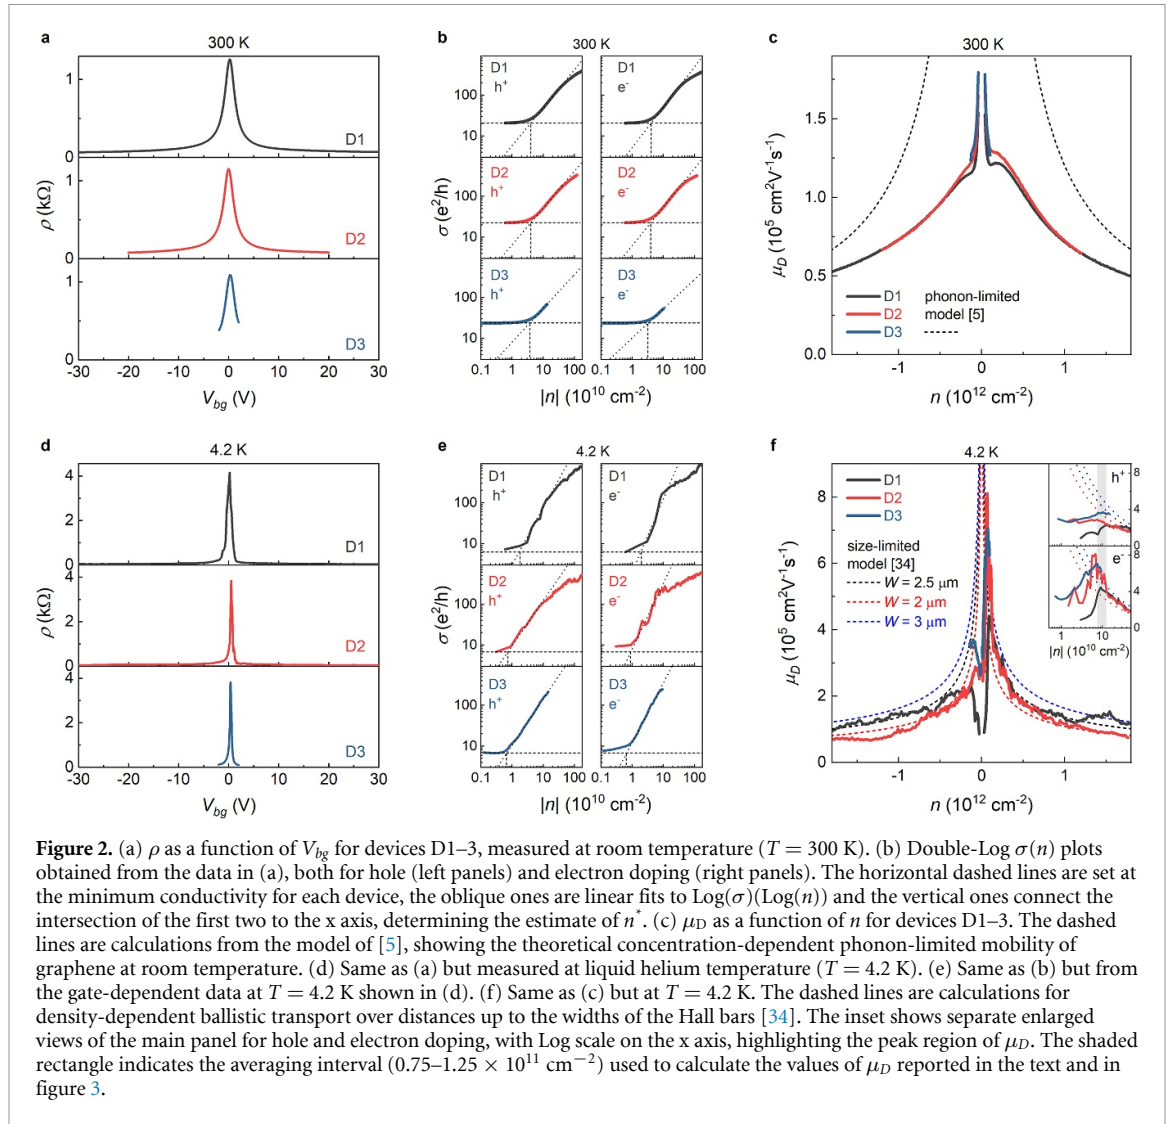 a
300 K
ρ (kΩ)
1
0
D1
1
0
D2
1
0
D3
-30 -20 -10 0 10 20 30
V_bg (V)
b
300 K
σ (e²/h)
D1
h⁺
100
10
D1
e⁻
D2
h⁺
100
10
D2
e⁻
D3
h⁺
100
10
D3
e⁻
0.1 1 10 100 0.1 1 10 100
|n| (10¹⁰ cm⁻²)
c
300 K
μ_D (10⁵ cm²V⁻¹s⁻¹)
1.5
1.0
0.5
0.0
D1 phonon-limited
D2 model [5]
D3
-1 0 1
n (10¹² cm⁻²)
d
4.2 K
ρ (kΩ)
4
2
0
D1
4
2
0
D2
4
2
0
D3
-30 -20 -10 0 10 20 30
V_bg (V)
e
4.2 K
σ (e²/h)
D1
h⁺
100
10
D1
e⁻
D2
h⁺
100
10
D2
e⁻
D3
h⁺
100
10
D3
e⁻
0.1 1 10 100 0.1 1 10 100
|n| (10¹⁰ cm⁻²)
f
4.2 K
μ_D (10⁵ cm²V⁻¹s⁻¹)
8
6
4
2
0
D1
D2
D3
size-limited
model [34]
W = 2.5 μm
W = 2 μm
W = 3 μm
h⁺
8
4
0
e⁻
8
4
0
1 10
|n| (10¹⁰ cm⁻²)
-1 0 1
n (10¹² cm⁻²)
Figure 2. (a) ρ as a function of V_bg for devices D1–3, measured at room temperature (T = 300 K). (b) Double-Log σ(n) plots
obtained from the data in (a), both for hole (left panels) and electron doping (right panels). The horizontal dashed lines are set at
the minimum conductivity for each device, the oblique ones are linear fits to Log(σ)(Log(n)) and the vertical ones connect the
intersection of the first two to the x axis, determining the estimate of n*. (c) μ_D as a function of n for devices D1–3. The dashed
lines are calculations from the model of [5], showing the theoretical concentration-dependent phonon-limited mobility of
graphene at room temperature. (d) Same as (a) but measured at liquid helium temperature (T = 4.2 K). (e) Same as (b) but from
the gate-dependent data at T = 4.2 K shown in (d). (f) Same as (c) but at T = 4.2 K. The dashed lines are calculations for
density-dependent ballistic transport over distances up to the widths of the Hall bars [34]. The inset shows separate enlarged
views of the main panel for hole and electron doping, with Log scale on the x axis, highlighting the peak region of μ_D. The shaded
rectangle indicates the averaging interval (0.75–1.25 × 10¹¹ cm⁻²) used to calculate the values of μ_D reported in the text and in
figure 3.